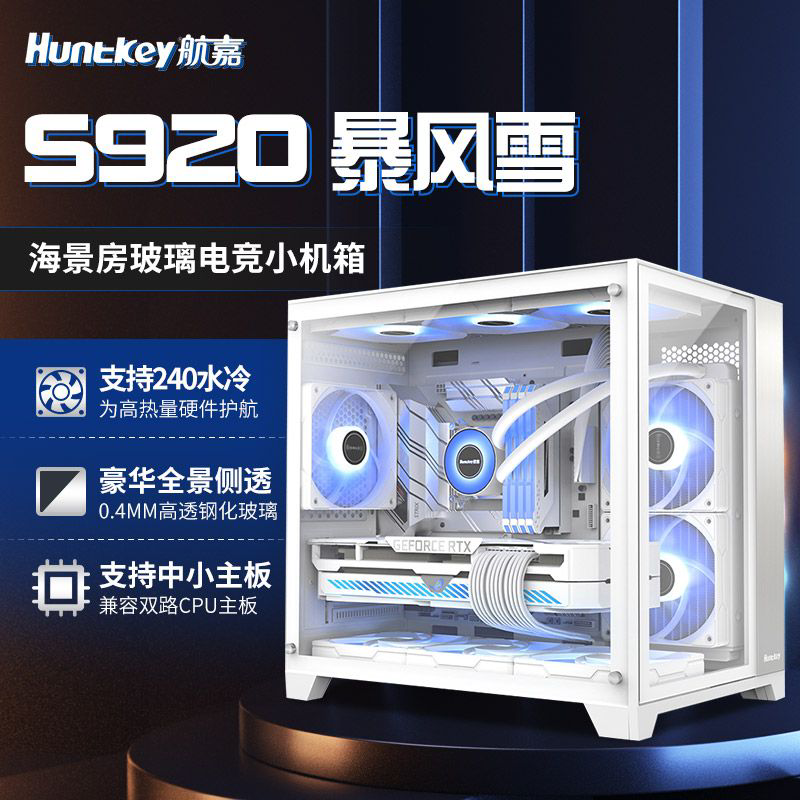 Huntkey航嘉
S920 暴风雪
海景房玻璃电竞小机箱
支持240水冷
为高热量硬件护航
豪华全景侧透
0.4MM高透钢化玻璃
支持中小主板
兼容双路CPU主板
Huntkey
GEFORCE RTX
Huntkey